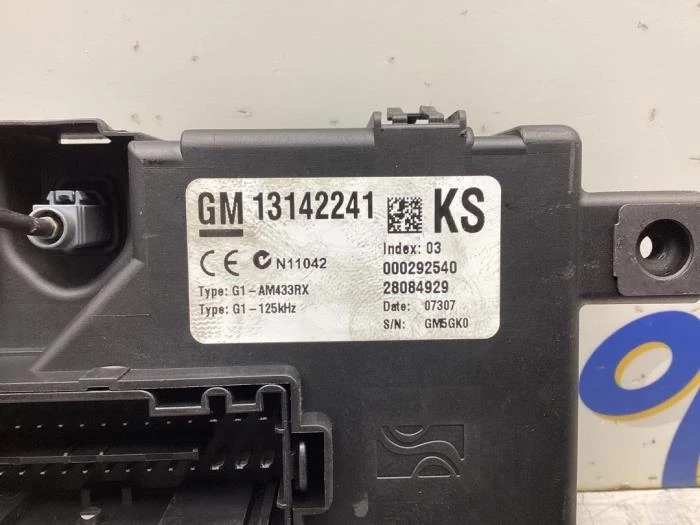 GM 13142241 KS
Index: 03
CE N11042
000292540
Type: G1-AM433RX
28084929
Type: G1-125kHz
Date: 07307
S/N: GM5GK0